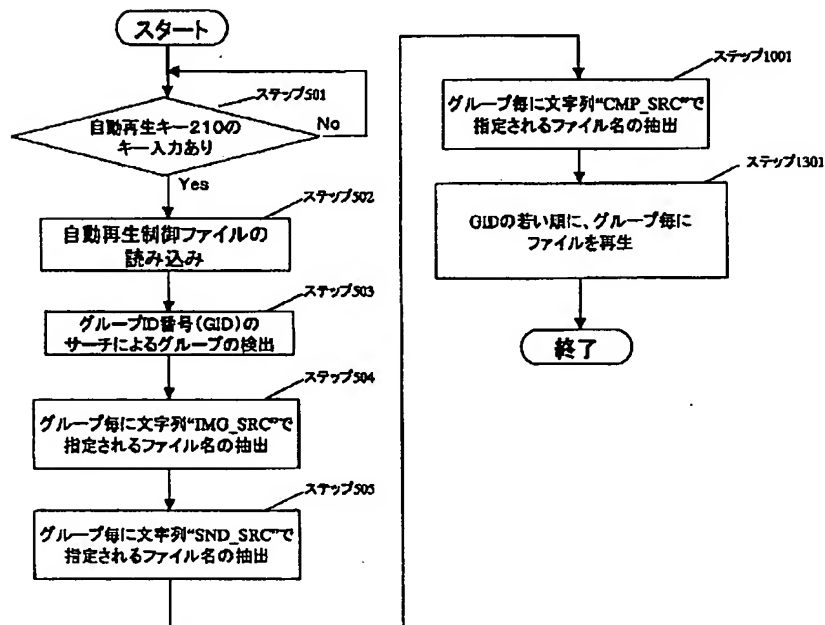 スタート
ステップ501
自動再生キー210の
キー入力あり
No
Yes
ステップ502
自動再生制御ファイルの
読み込み
ステップ503
グループID番号(GID)の
サーチによるグループの検出
ステップ504
グループ毎に文字列“IMG_SRC”で
指定されるファイル名の抽出
ステップ505
グループ毎に文字列“SND_SRC”で
指定されるファイル名の抽出
ステップ1001
グループ毎に文字列“CMP_SRC”で
指定されるファイル名の抽出
ステップ1301
GIDの若い順に、グループ毎に
ファイルを再生
終了